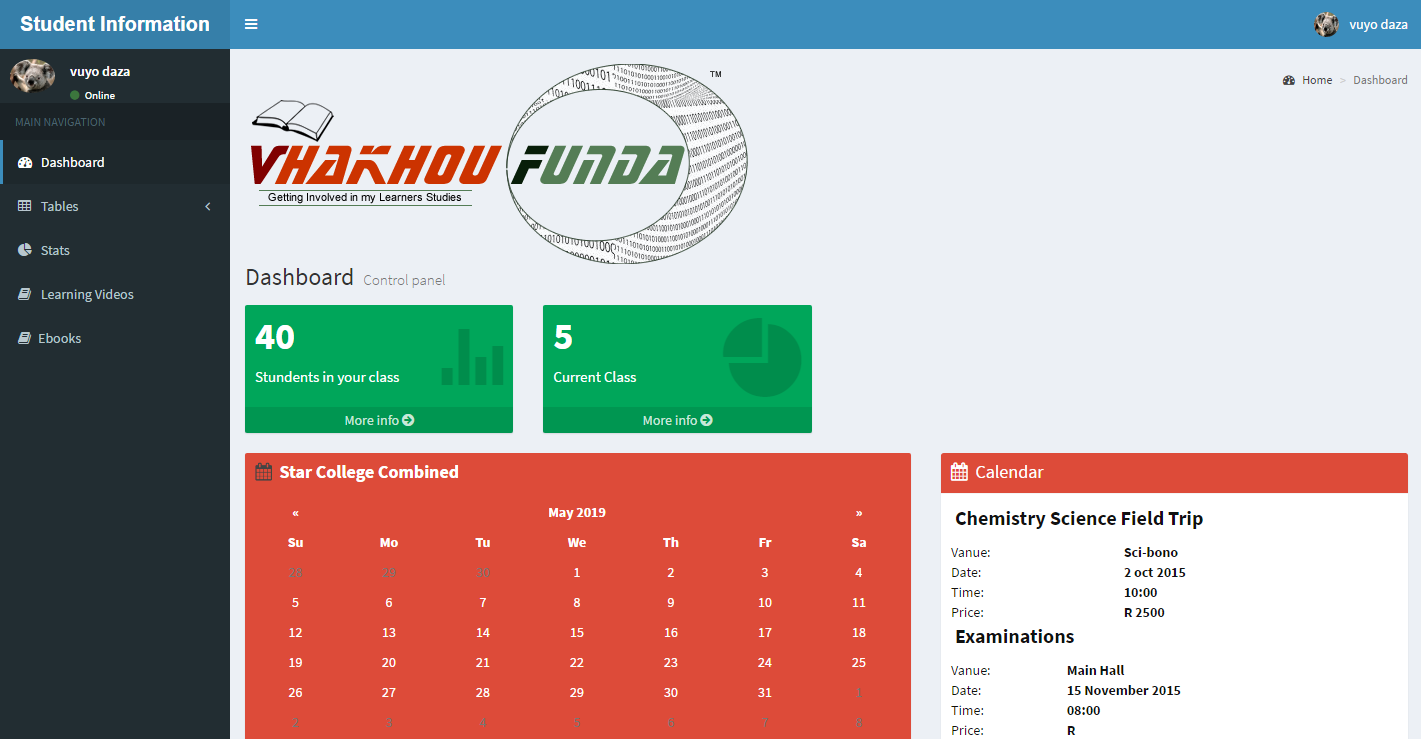 Student Information
vuyo daza
vuyo daza
Online
MAIN NAVIGATION
Dashboard
Tables
Stats
Learning Videos
Ebooks
TM
VHAKHOU FUNDA
Getting Involved in my Learners Studies
Home > Dashboard
Dashboard Control panel
40
Stundents in your class
More info
5
Current Class
More info
Star College Combined
« May 2019 »
Su Mo Tu We Th Fr Sa
28 29 30 1 2 3 4
5 6 7 8 9 10 11
12 13 14 15 16 17 18
19 20 21 22 23 24 25
26 27 28 29 30 31 1
2 3 4 5 6 7 8
Calendar
Chemistry Science Field Trip
Vanue: Sci-bono
Date: 2 oct 2015
Time: 10:00
Price: R 2500
Examinations
Vanue: Main Hall
Date: 15 November 2015
Time: 08:00
Price: R